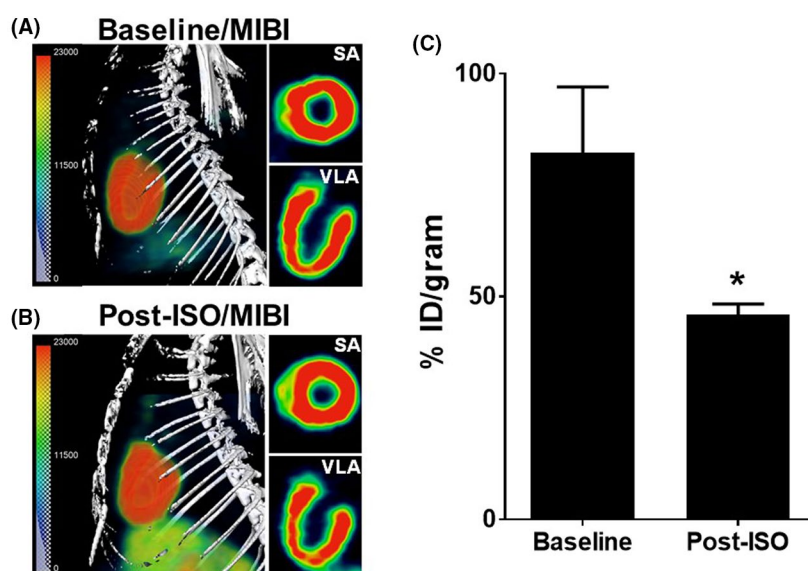 (A)
Baseline/MIBI
23000
11500
0
SA
VLA
(B)
Post-ISO/MIBI
23000
11500
0
SA
VLA
(C)
% ID/gram
100
50
0
*
Baseline
Post-ISO